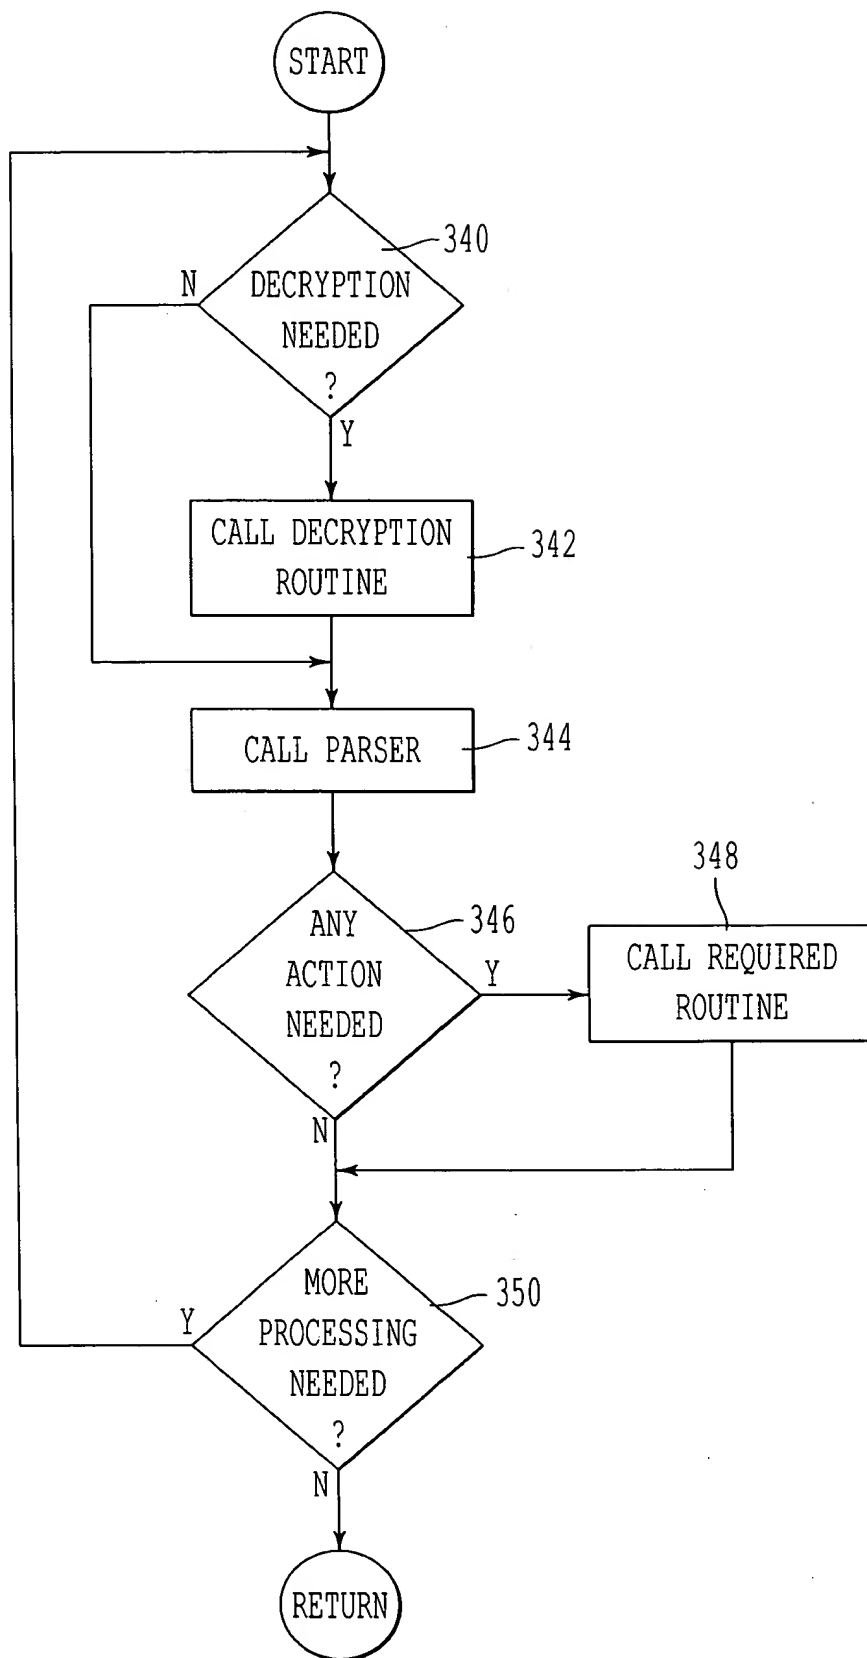 START
340
N
DECRYPTION
NEEDED
?
Y
CALL DECRYPTION
ROUTINE
342
CALL PARSER
344
346
ANY
ACTION
NEEDED
?
Y
N
348
CALL REQUIRED
ROUTINE
350
MORE
PROCESSING
NEEDED
?
Y
N
RETURN